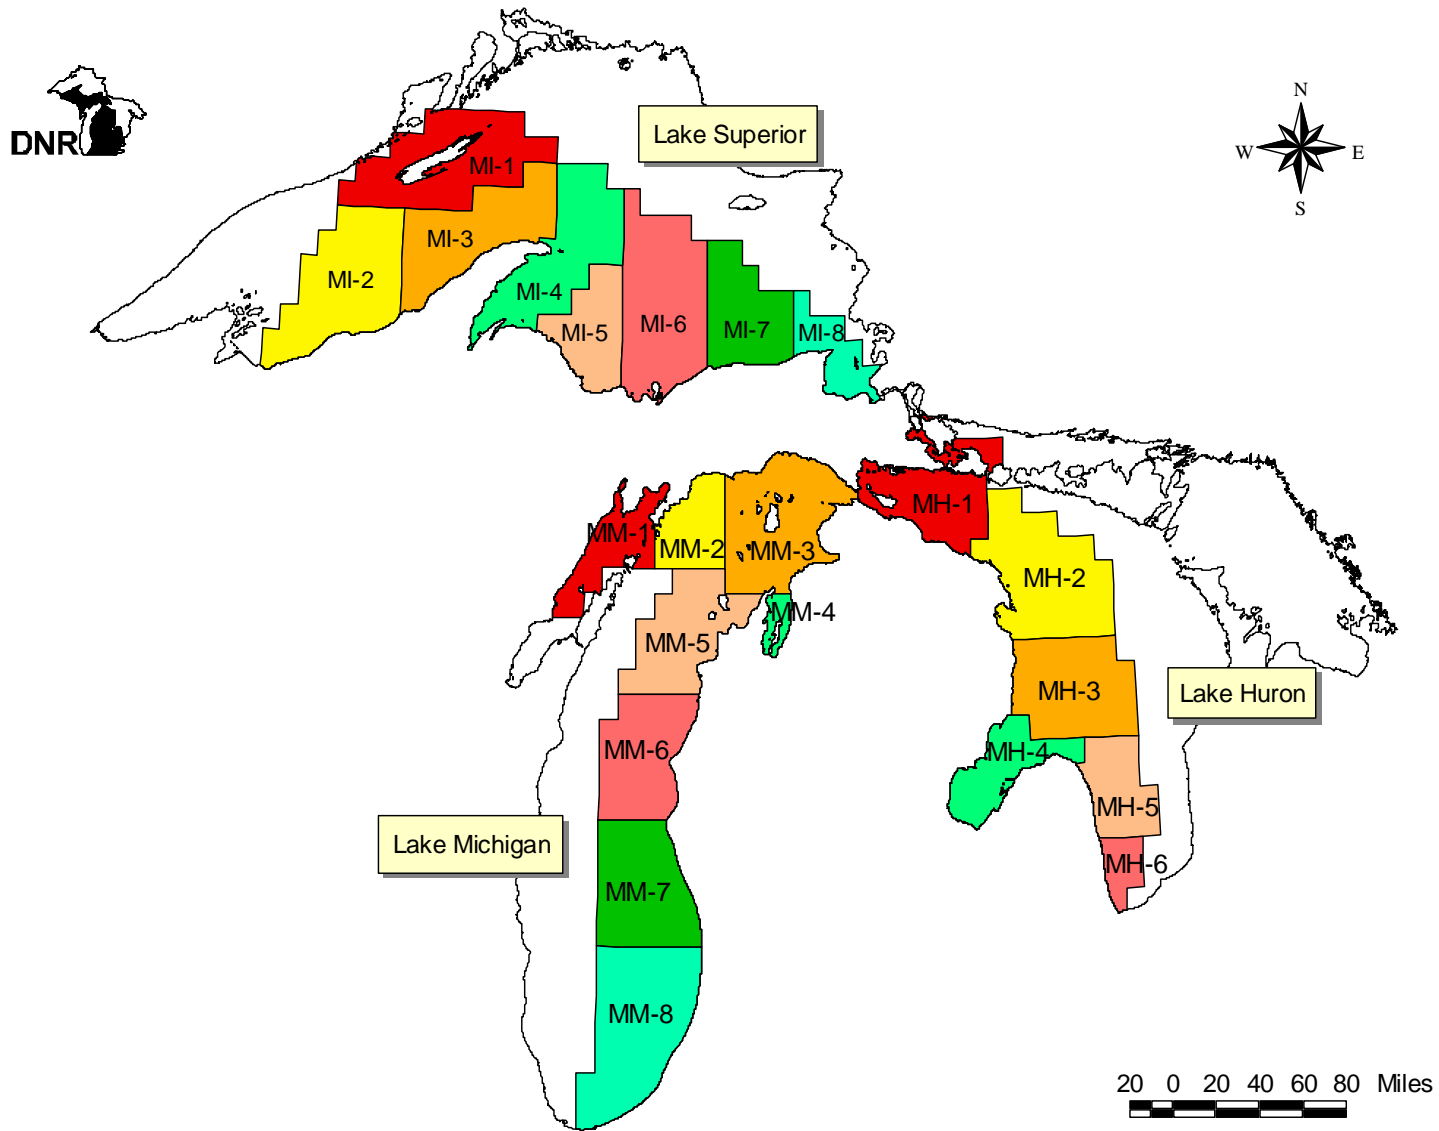 N
Lake Superior
DNR
W E
MI-1
S
MI-3
MI-2
MI-4
MI-5
MI-6
MI-7
MI-8
MH-1
MM-1
MM-2
MM-3
MH-2
MM-4
MM-5
MH-3
Lake Huron
MM-6
MH-4
MH-5
Lake Michigan
MH-6
MM-7
MM-8
20 0 20 40 60 80 Miles